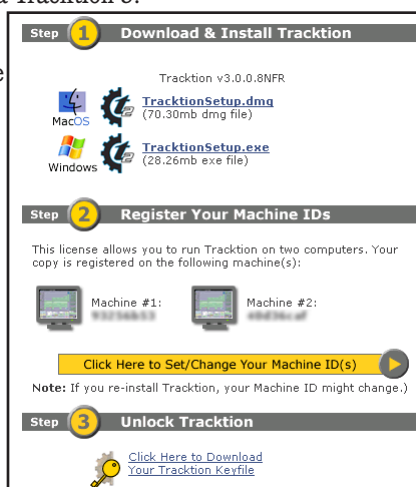 a Tracktion 3.
e
Step 1 Download & Install Tracktion
Tracktion v3.0.0.8NFR
MacOS
TracktionSetup.dmg
(70.30mb dmg file)
Windows
TracktionSetup.exe
(28.26mb exe file)
Step 2 Register Your Machine IDs
This license allows you to run Tracktion on two computers. Your
copy is registered on the following machine(s):
Machine #1:
Machine #2:
Click Here to Set/Change Your Machine ID(s)
Note: If you re-install Tracktion, your Machine ID might change.)
Step 3 Unlock Tracktion
Click Here to Download
Your Tracktion Keyfile